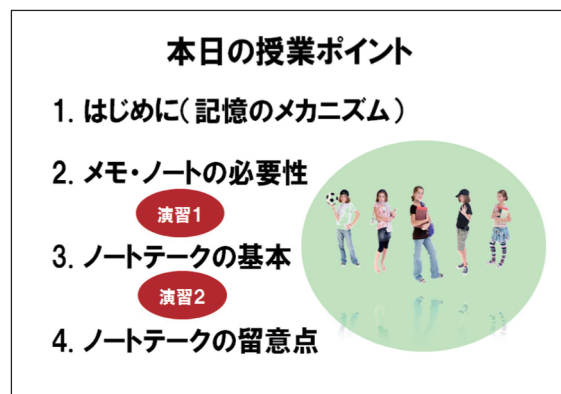 本日の授業ポイント
1. はじめに(記憶のメカニズム)
2. メモ・ノートの必要性
演習1
3. ノートテークの基本
演習2
4. ノートテークの留意点